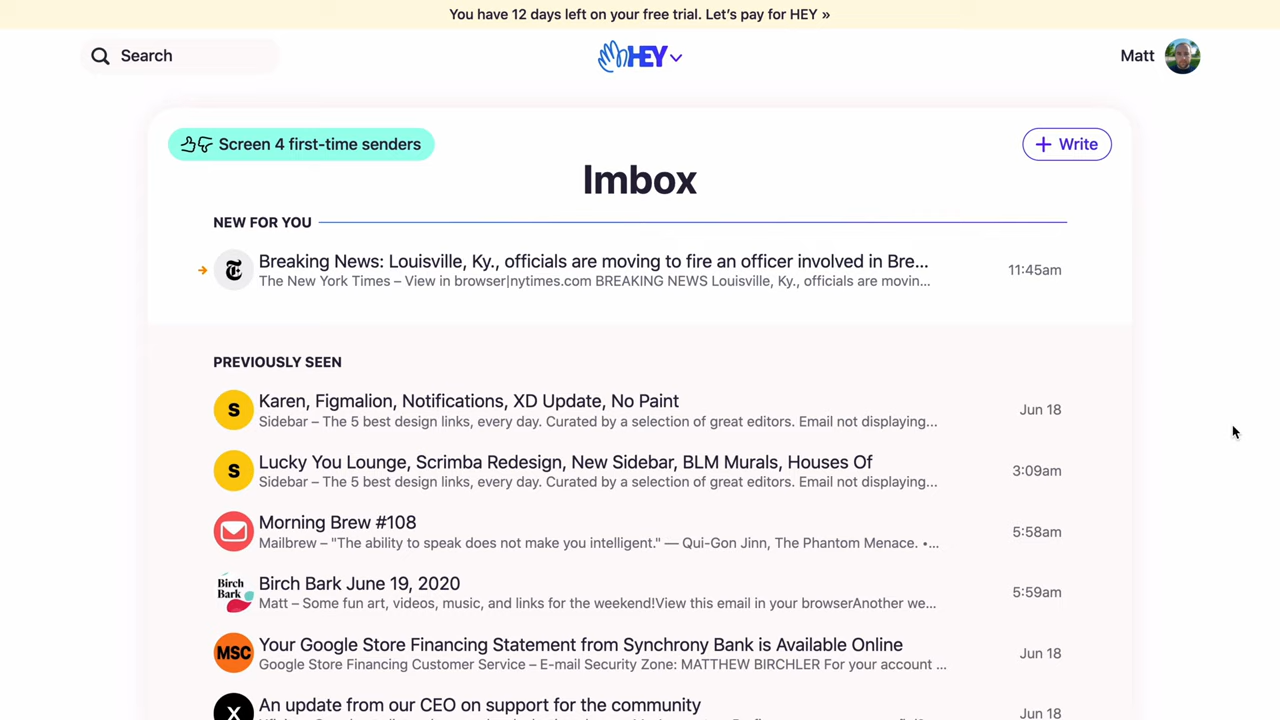 You have 12 days left on your free trial. Let's pay for HEY »
Search
HEY
Matt
Screen 4 first-time senders
+ Write
Imbox
NEW FOR YOU
Breaking News: Louisville, Ky., officials are moving to fire an officer involved in Bre...
The New York Times – View in browser|nytimes.com BREAKING NEWS Louisville, Ky., officials are movin...
11:45am
PREVIOUSLY SEEN
S
Karen, Figmalion, Notifications, XD Update, No Paint
Sidebar – The 5 best design links, every day. Curated by a selection of great editors. Email not displaying...
Jun 18
S
Lucky You Lounge, Scrimba Redesign, New Sidebar, BLM Murals, Houses Of
Sidebar – The 5 best design links, every day. Curated by a selection of great editors. Email not displaying...
3:09am
Morning Brew #108
Mailbrew – "The ability to speak does not make you intelligent." — Qui-Gon Jinn, The Phantom Menace. •...
5:58am
Birch
Bark
Birch Bark June 19, 2020
Matt – Some fun art, videos, music, and links for the weekend!View this email in your browserAnother we...
5:59am
MSC
Your Google Store Financing Statement from Synchrony Bank is Available Online
Google Store Financing Customer Service – E-mail Security Zone: MATTHEW BIRCHLER For your account ...
Jun 18
X
An update from our CEO on support for the community
Jun 18